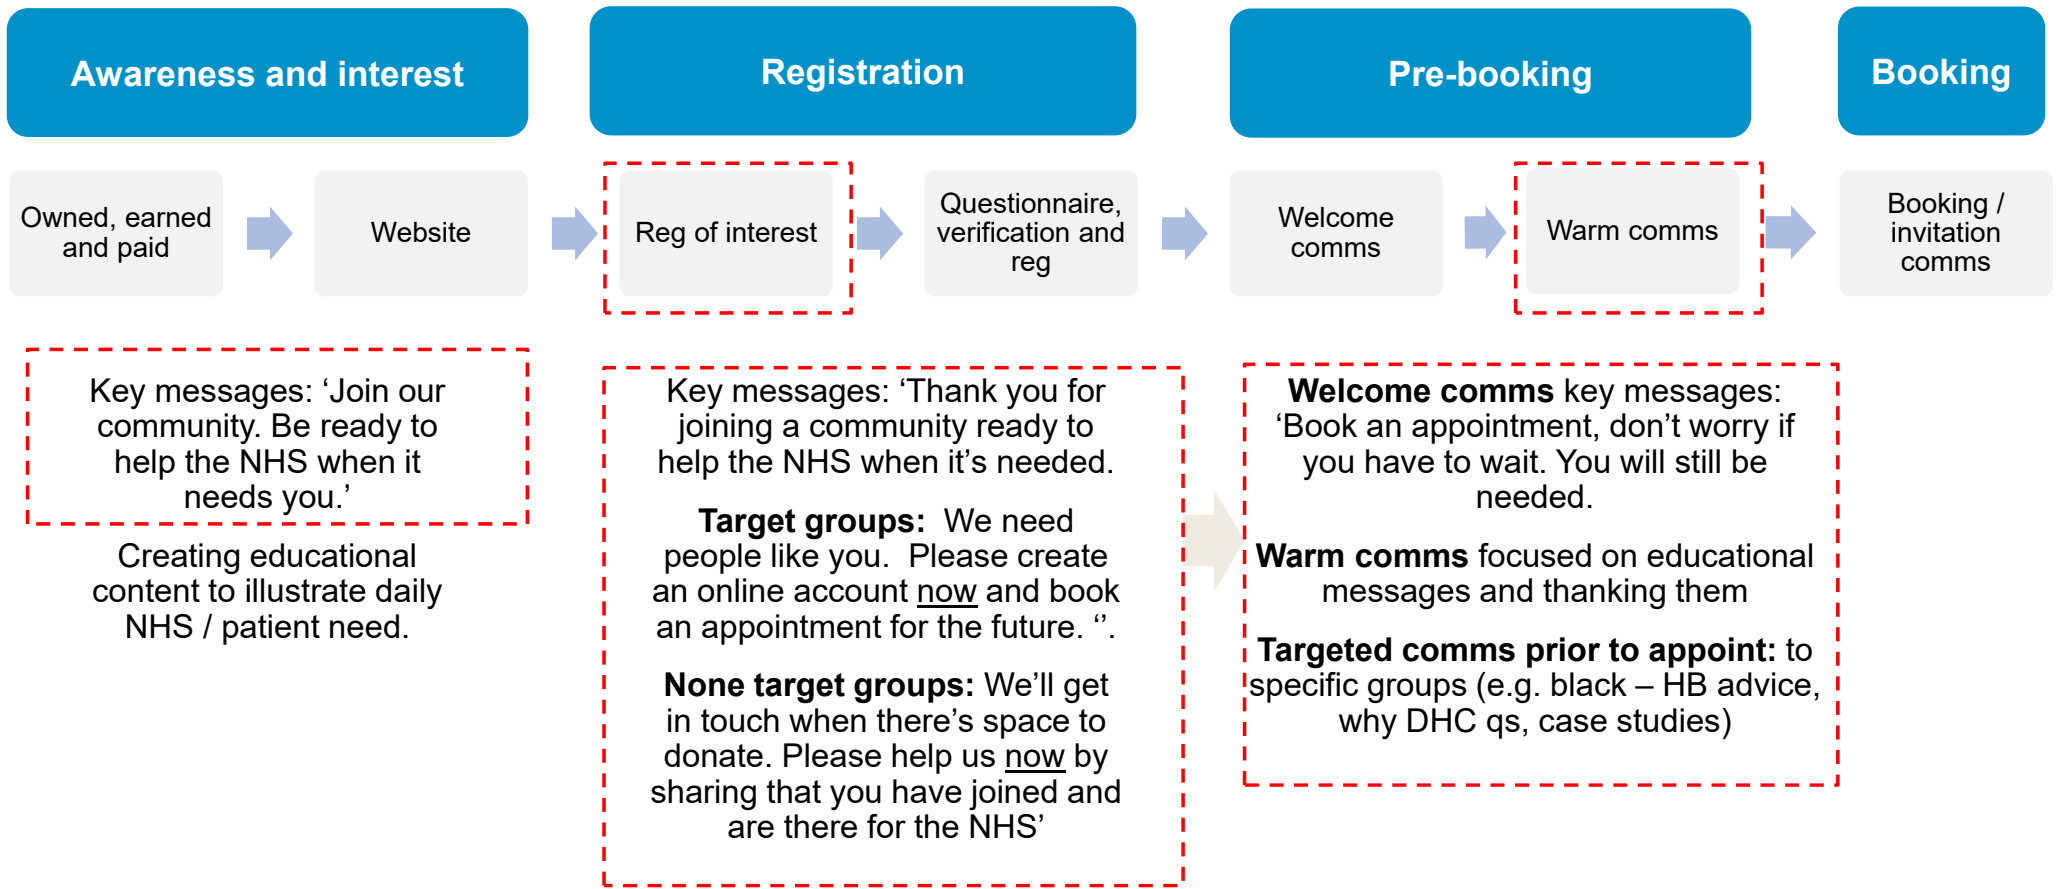 Awareness and interest
Registration
Pre-booking
Booking
Owned, earned
and paid
Website
Reg of interest
Questionnaire,
verification and
reg
Welcome
comms
Warm comms
Booking /
invitation
comms
Key messages: ‘Join our
community. Be ready to
help the NHS when it
needs you.’
Creating educational
content to illustrate daily
NHS / patient need.
Key messages: ‘Thank you for
joining a community ready to
help the NHS when it’s needed.
Target groups:  We need
people like you.  Please create
an online account now and book
an appointment for the future. ‘’.
None target groups: We’ll get
in touch when there’s space to
donate. Please help us now by
sharing that you have joined and
are there for the NHS’
Welcome comms key messages:
‘Book an appointment, don’t worry if
you have to wait. You will still be
needed.
Warm comms focused on educational
messages and thanking them
Targeted comms prior to appoint: to
specific groups (e.g. black – HB advice,
why DHC qs, case studies)